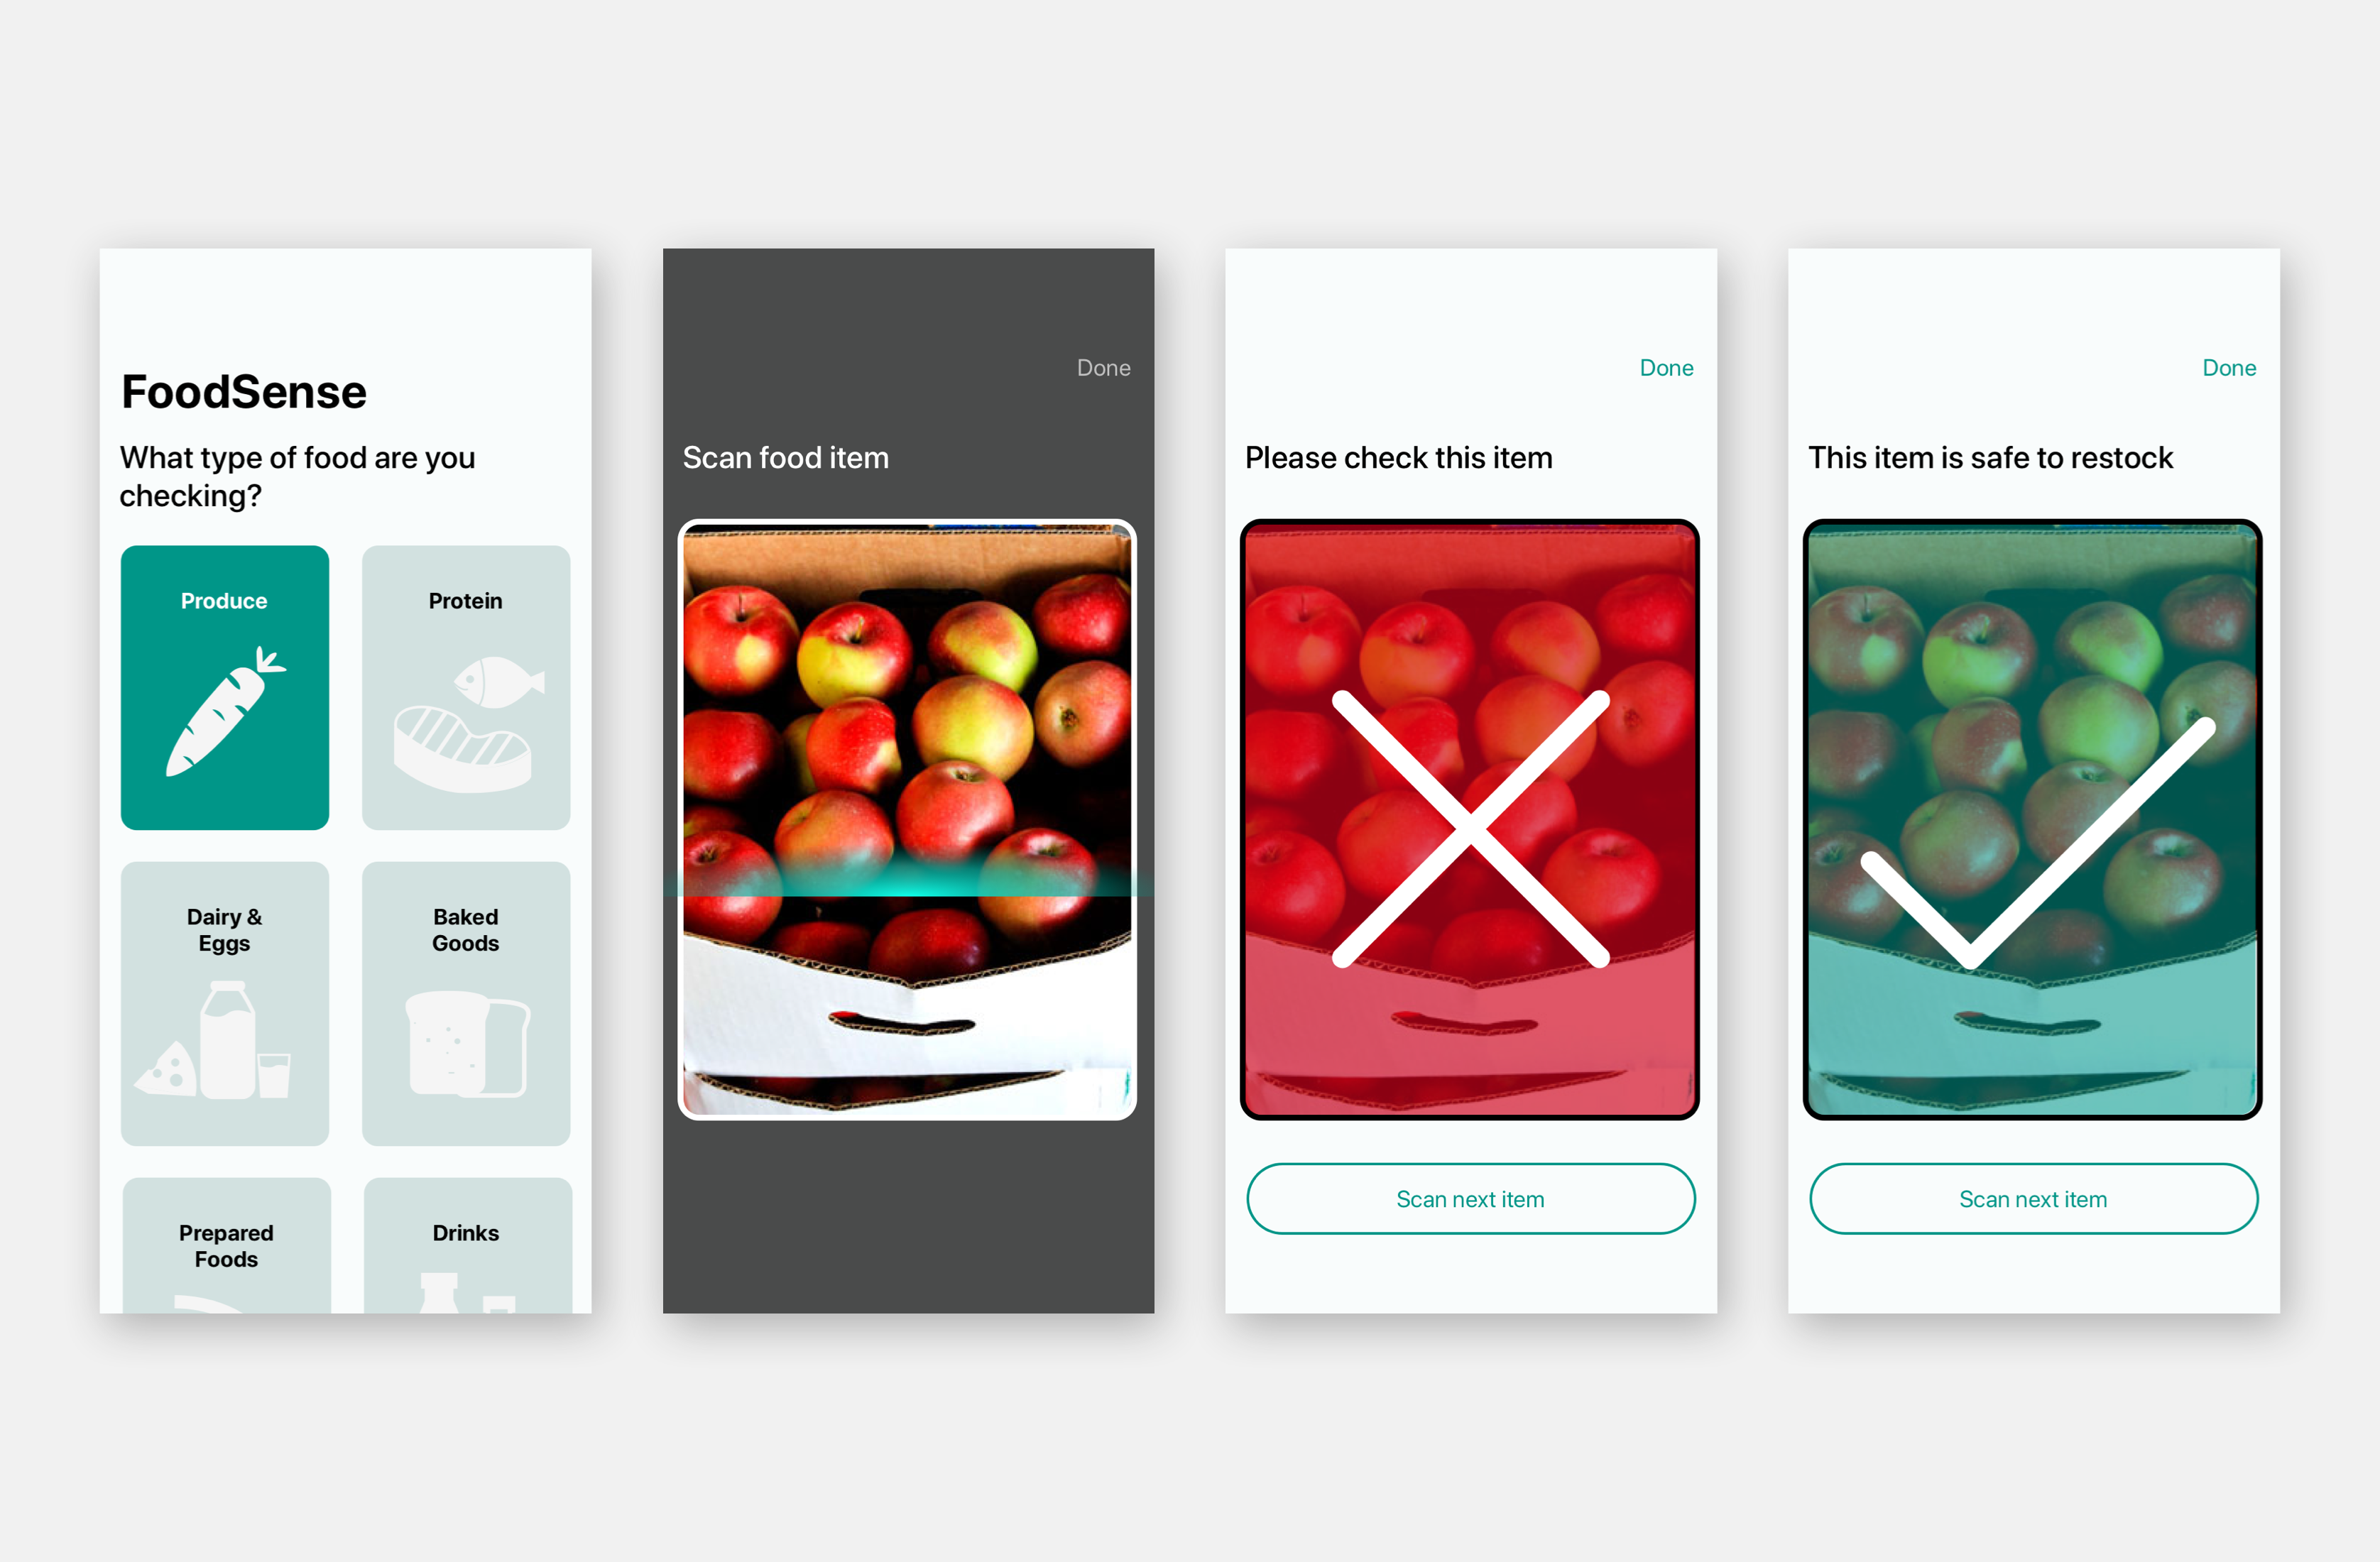 FoodSense
What type of food are you
checking?
Produce
Protein
Dairy &
Eggs
Baked
Goods
Prepared
Foods
Drinks
Done
Scan food item
Done
Please check this item
Scan next item
Done
This item is safe to restock
Scan next item